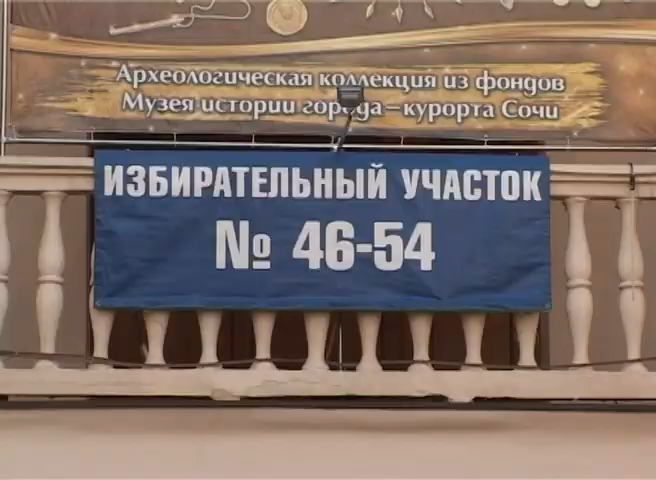 Археологическая коллекция из фондов
Музея истории города – курорта Сочи
ИЗБИРАТЕЛЬНЫЙ УЧАСТОК
№ 46-54